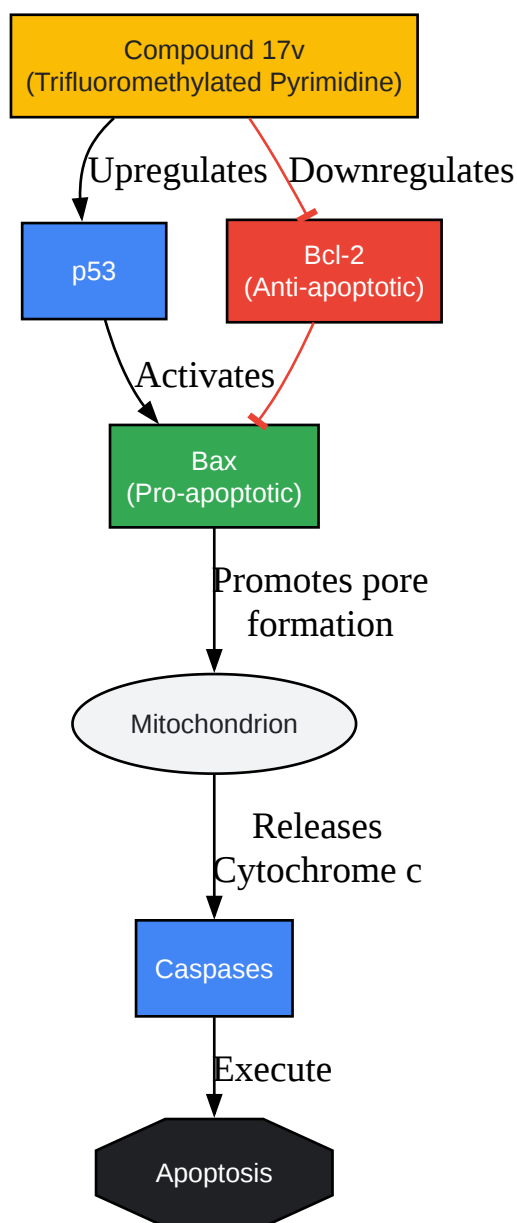 Compound 17v
(Trifluoromethylated Pyrimidine)
Upregulates
Downregulates
p53
Bcl-2
(Anti-apoptotic)
Activates
Bax
(Pro-apoptotic)
Promotes pore
formation
Mitochondrion
Releases
Cytochrome c
Caspases
Execute
Apoptosis